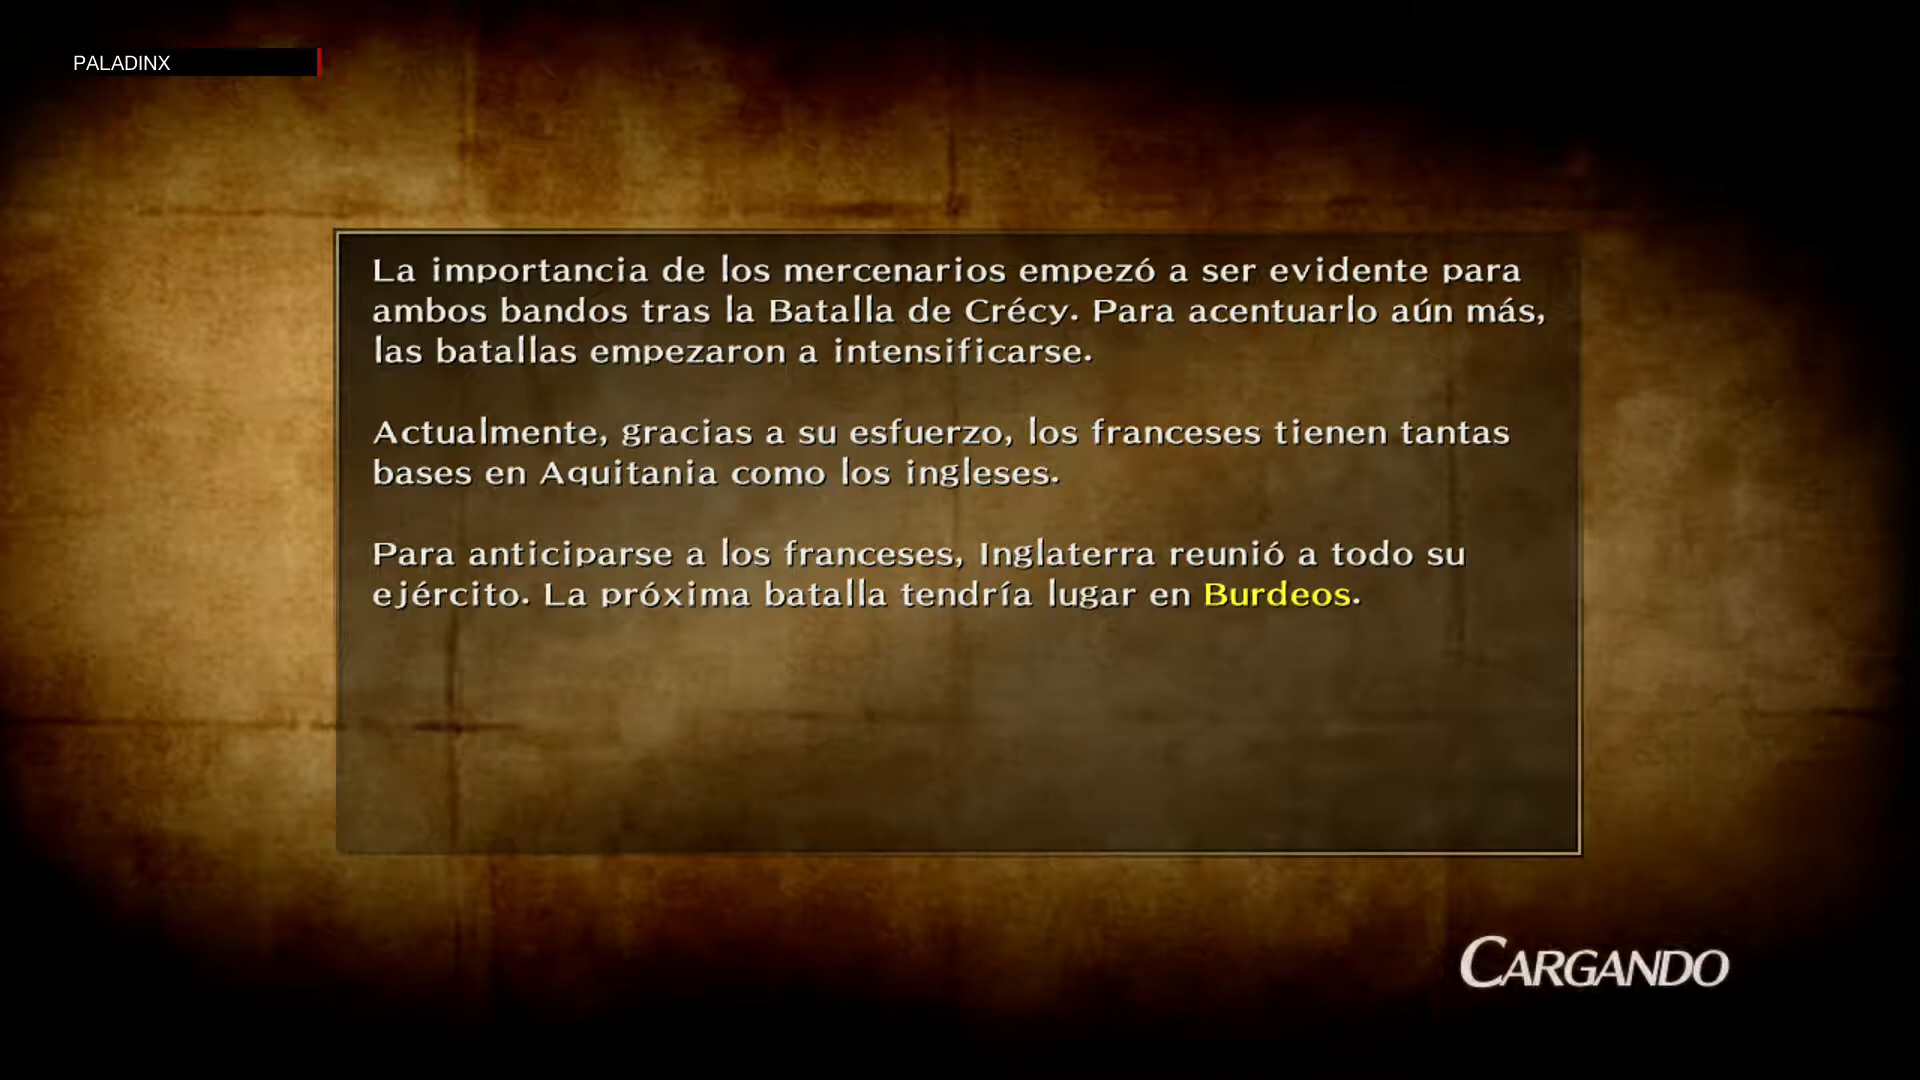 PALADINX
La importancia de los mercenarios empezó a ser evidente para
ambos bandos tras la Batalla de Crécy. Para acentuarlo aún más,
las batallas empezaron a intensificarse.
Actualmente, gracias a su esfuerzo, los franceses tienen tantas
bases en Aquitania como los ingleses.
Para anticiparse a los franceses, Inglaterra reunió a todo su
ejército. La próxima batalla tendría lugar en Burdeos.
CARGANDO